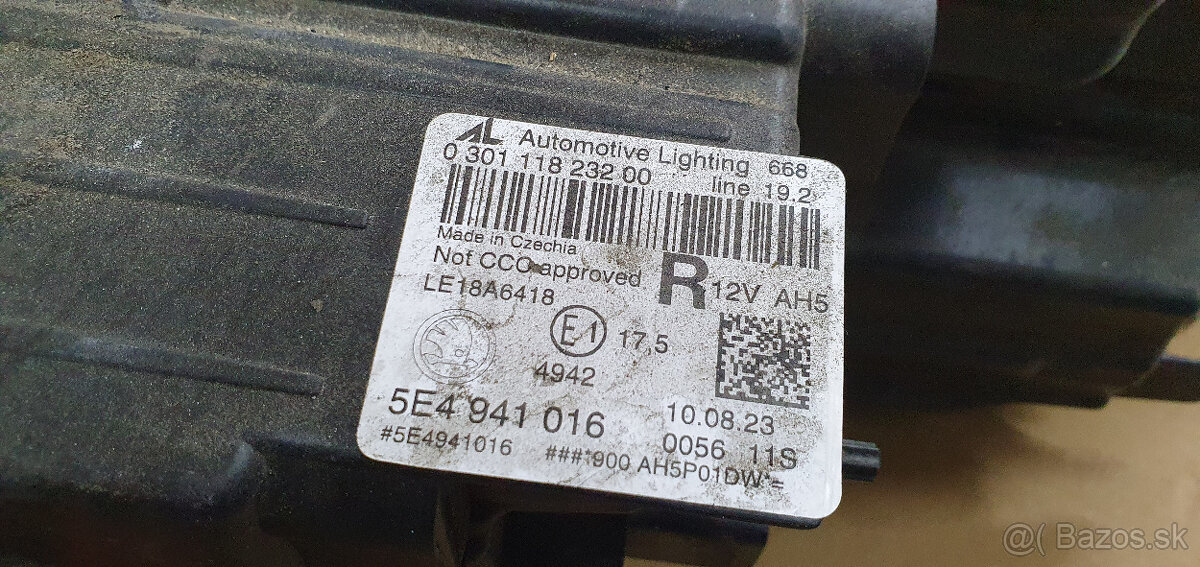 AL Automotive Lighting 668
0 301 118 232 00 line 19.2
Made in Czechia
Not CCC approved R 12V AH5
LE18A6418
E1 17,5
4942
5E4 941 016 10.08.23
0056 11S
#5E4941016 ###*900 AH5P01DW*=
@( Bazos.sk